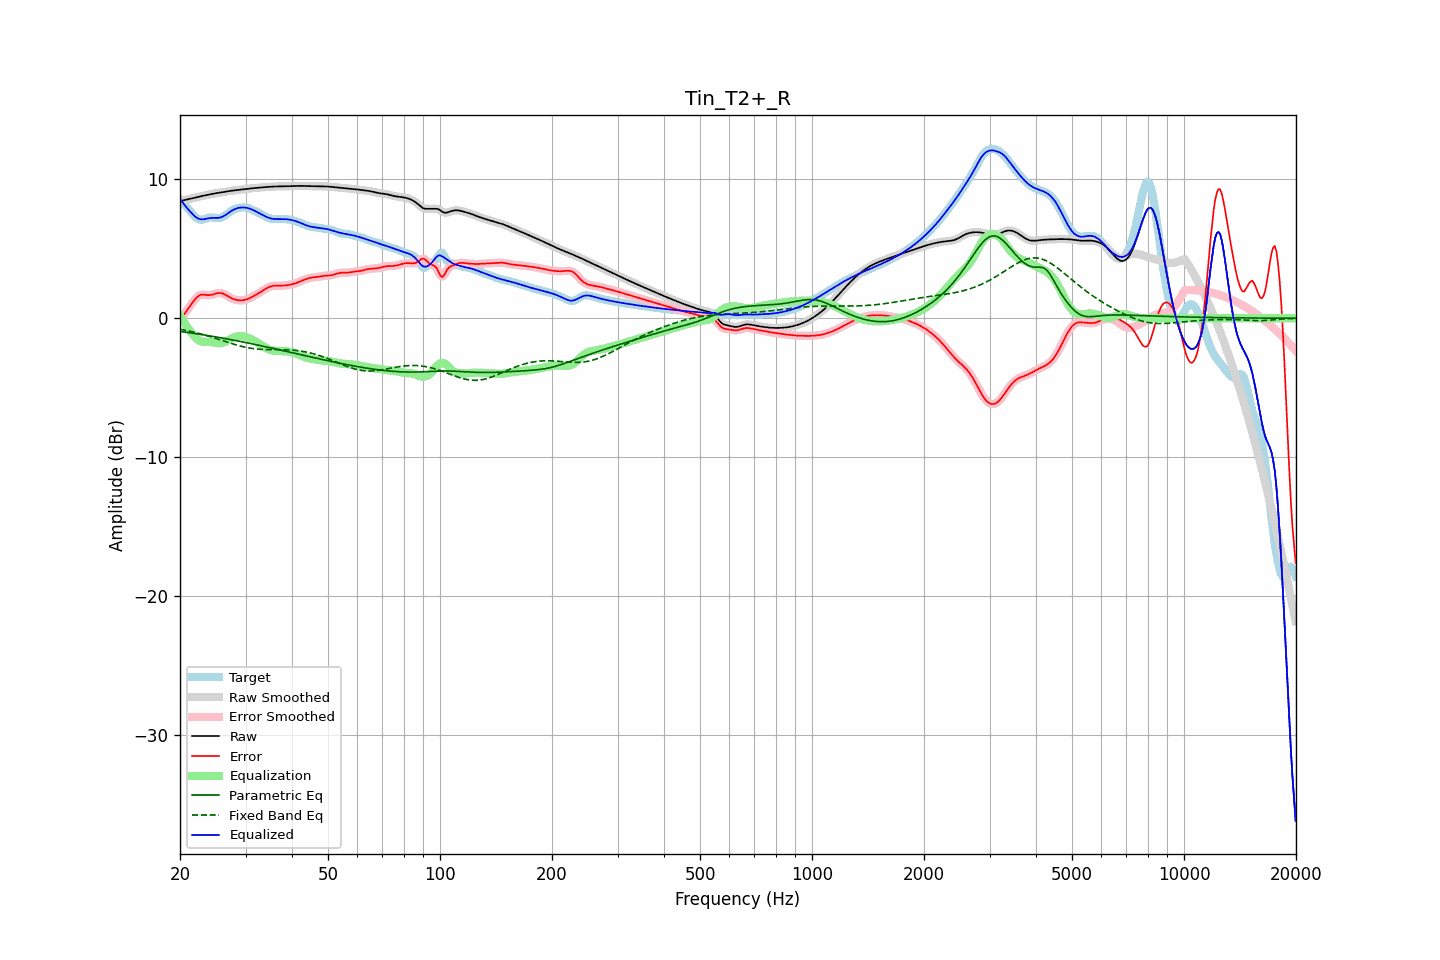 Tin_T2+_R
Amplitude (dBr)
10
0
−10
−20
−30
Target
Raw Smoothed
Error Smoothed
Raw
Error
Equalization
Parametric Eq
Fixed Band Eq
Equalized
20 50 100 200 500 1000 2000 5000 10000 20000
Frequency (Hz)